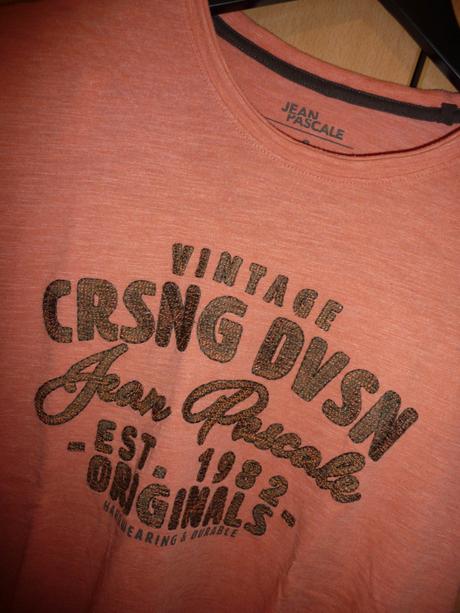 JEAN
PASCALE
VINTAGE
CRSNG DVSN
Jean Pascale
EST. 1982
- ORIGINALS -
HARDWEARING & DURABLE